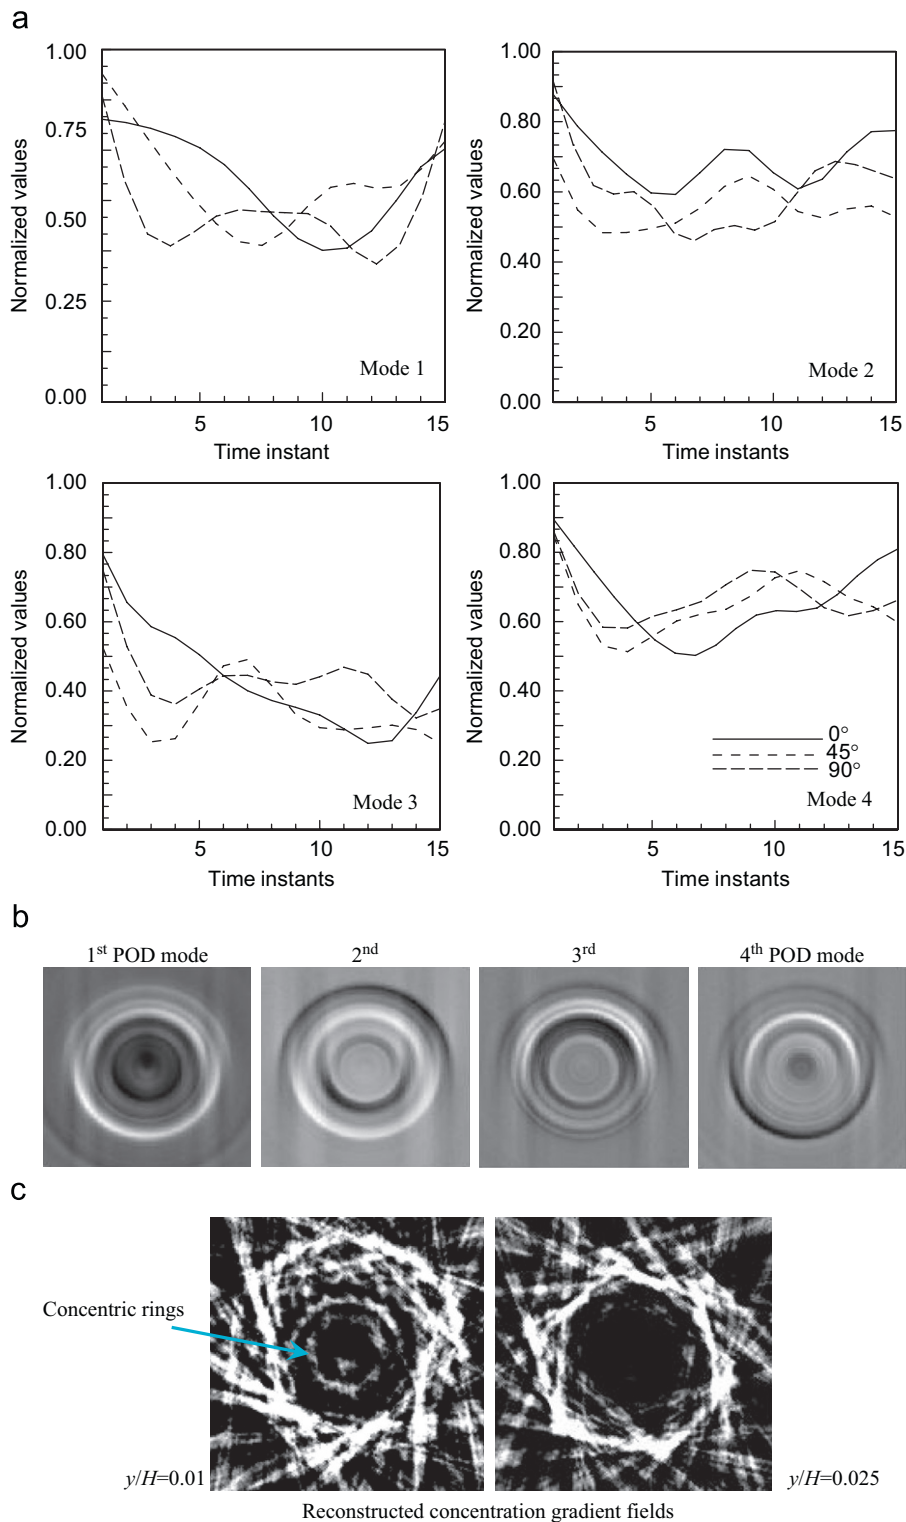 a
1.00
0.75
0.50
0.25
0.00
Normalized values
5
10
15
Time instant
Mode 1
1.00
0.80
0.60
0.40
0.20
0.00
Normalized values
5
10
15
Time instants
Mode 2
1.00
0.80
0.60
0.40
0.20
0.00
Normalized values
5
10
15
Time instants
Mode 3
1.00
0.80
0.60
0.40
0.20
0.00
Normalized values
5
10
15
Time instants
0°
45°
90°
Mode 4
b
1st POD mode
2nd
3rd
4th POD mode
c
Concentric rings
y/H=0.01
y/H=0.025
Reconstructed concentration gradient fields